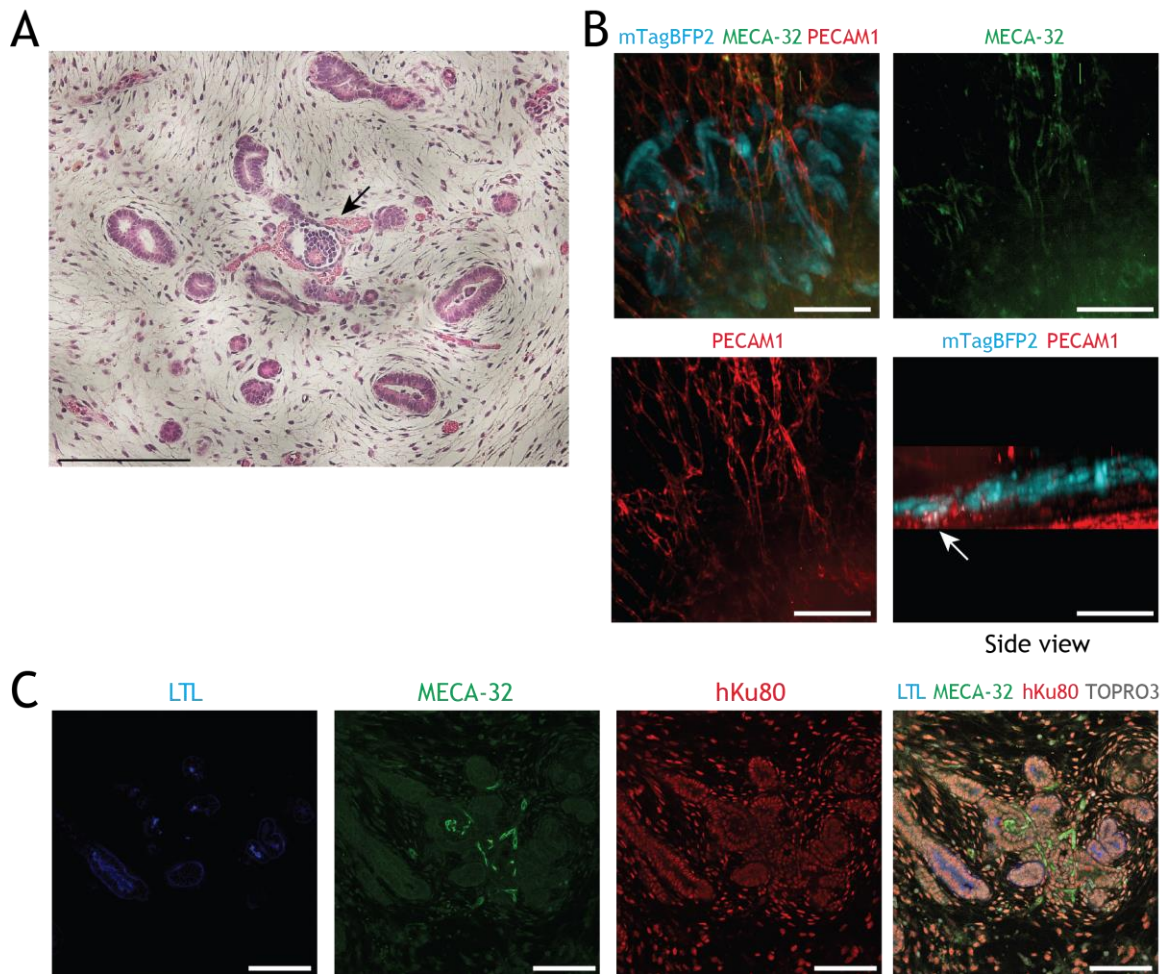 A
B
mTagBFP2 MECA-32 PECAM1
MECA-32
PECAM1
mTagBFP2 PECAM1
Side view
C
LTL
MECA-32
hKu80
LTL MECA-32 hKu80 TOPRO3